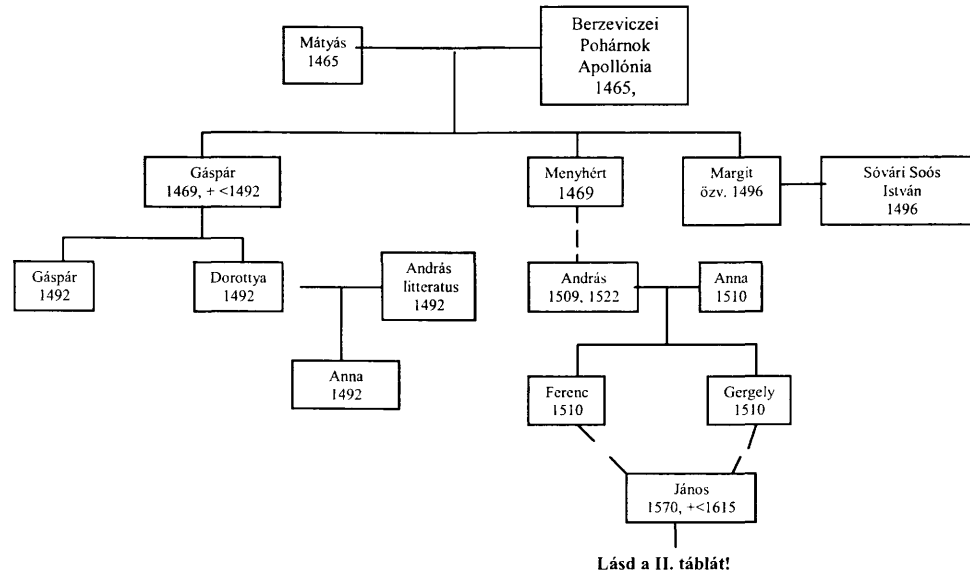 Mátyás
1465
Berzeviczei
Pohárnok
Apollónia
1465,
Gáspár
1469, + <1492
Menyhért
1469
Margit
özv. 1496
Sóvári Soós
István
1496
Gáspár
1492
Dorottya
1492
András
litteratus
1492
András
1509, 1522
Anna
1510
Anna
1492
Ferenc
1510
Gergely
1510
János
1570, +<1615
Lásd a II. táblát!